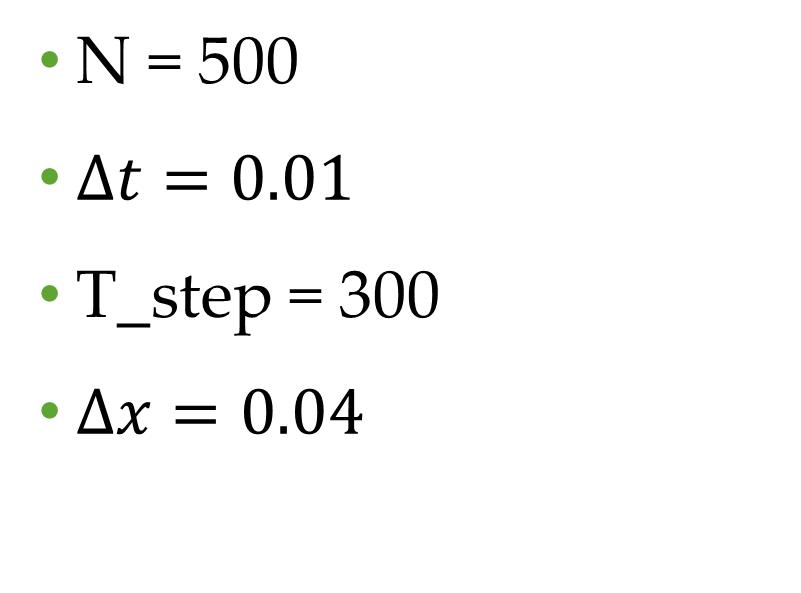 • N = 500
• Δt = 0.01
• T_step = 300
• Δx = 0.04